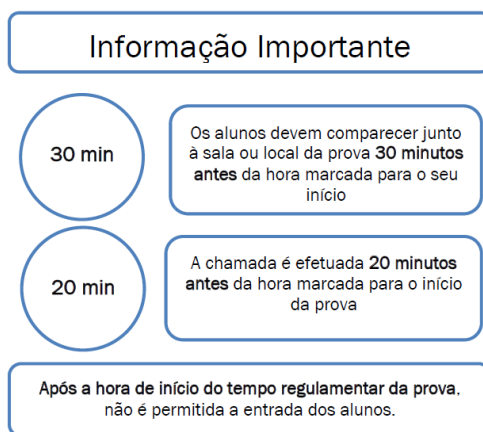 Informação Importante
30 min
Os alunos devem comparecer junto
à sala ou local da prova 30 minutos
antes da hora marcada para o seu
início
20 min
A chamada é efetuada 20 minutos
antes da hora marcada para o início
da prova
Após a hora de início do tempo regulamentar da prova,
não é permitida a entrada dos alunos.